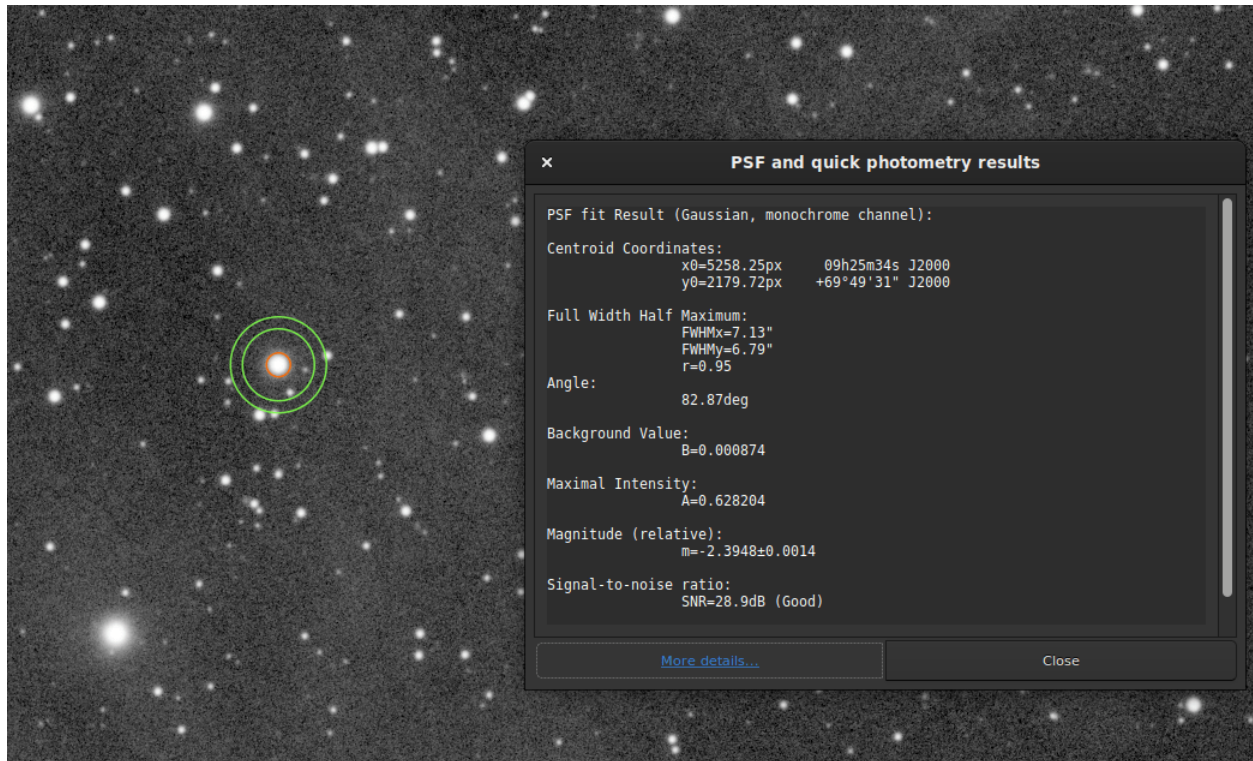 ×
PSF and quick photometry results
PSF fit Result (Gaussian, monochrome channel):
Centroid Coordinates:
x0=5258.25px 09h25m34s J2000
y0=2179.72px +69°49'31" J2000
Full Width Half Maximum:
FWHMx=7.13"
FWHMy=6.79"
r=0.95
Angle:
82.87deg
Background Value:
B=0.000874
Maximal Intensity:
A=0.628204
Magnitude (relative):
m=-2.3948±0.0014
Signal-to-noise ratio:
SNR=28.9dB (Good)
More details...
Close